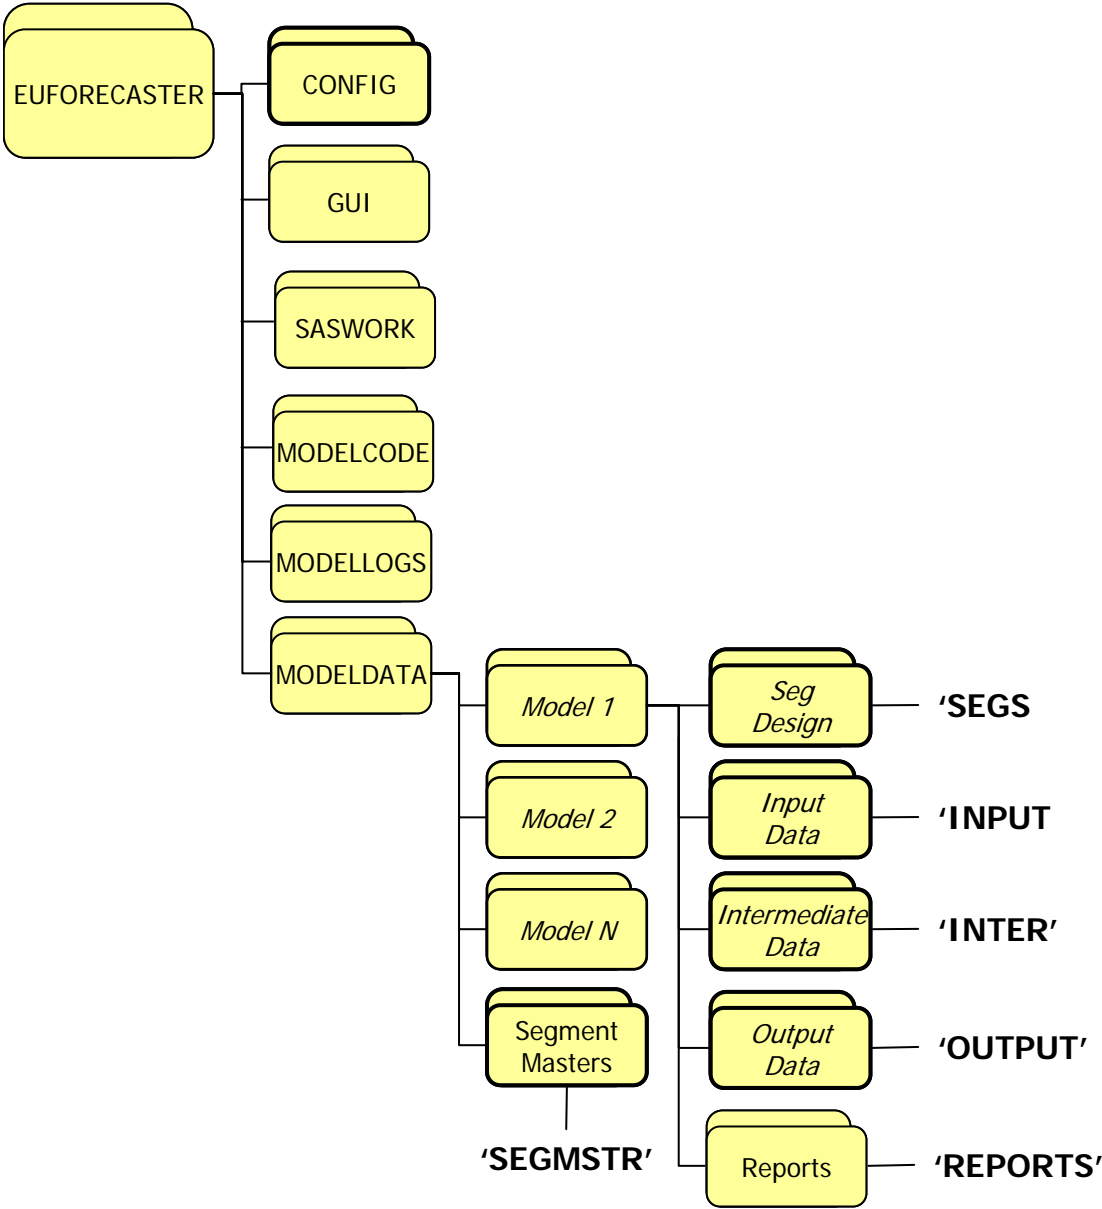 EUFORECASTER
CONFIG
GUI
SASWORK
MODELCODE
MODELLOGS
MODELDATA
Model 1
Seg
Design
‘SEGS
Model 2
Input
Data
‘INPUT
Model N
Intermediate
Data
‘INTER’
Segment
Masters
Output
Data
‘OUTPUT’
‘SEGMSTR’
Reports
‘REPORTS’